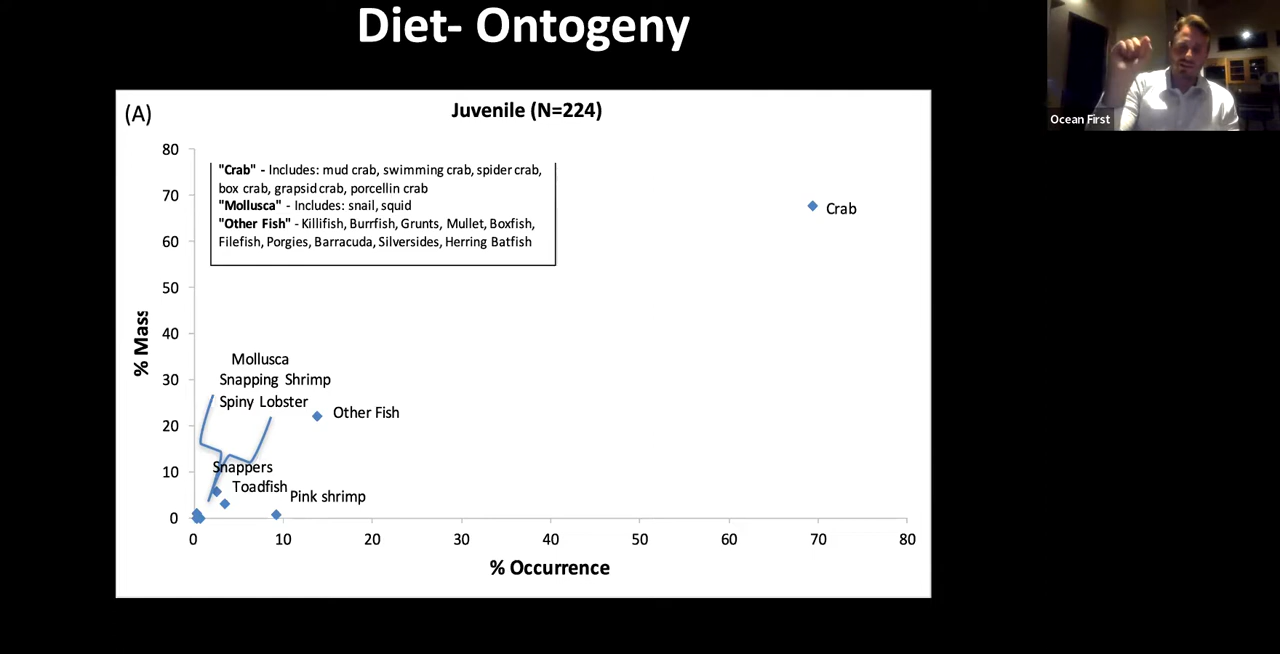 Diet- Ontogeny
Ocean First
(A)
Juvenile (N=224)
"Crab" - Includes: mud crab, swimming crab, spider crab,
box crab, grapsid crab, porcellin crab
"Mollusca" - Includes: snail, squid
"Other Fish" - Killifish, Burrfish, Grunts, Mullet, Boxfish,
Filefish, Porgies, Barracuda, Silversides, Herring Batfish
80
70
60
50
40
30
20
10
0
% Mass
Crab
Mollusca
Snapping Shrimp
Spiny Lobster
Other Fish
Snappers
Toadfish
Pink shrimp
0 10 20 30 40 50 60 70 80
% Occurrence